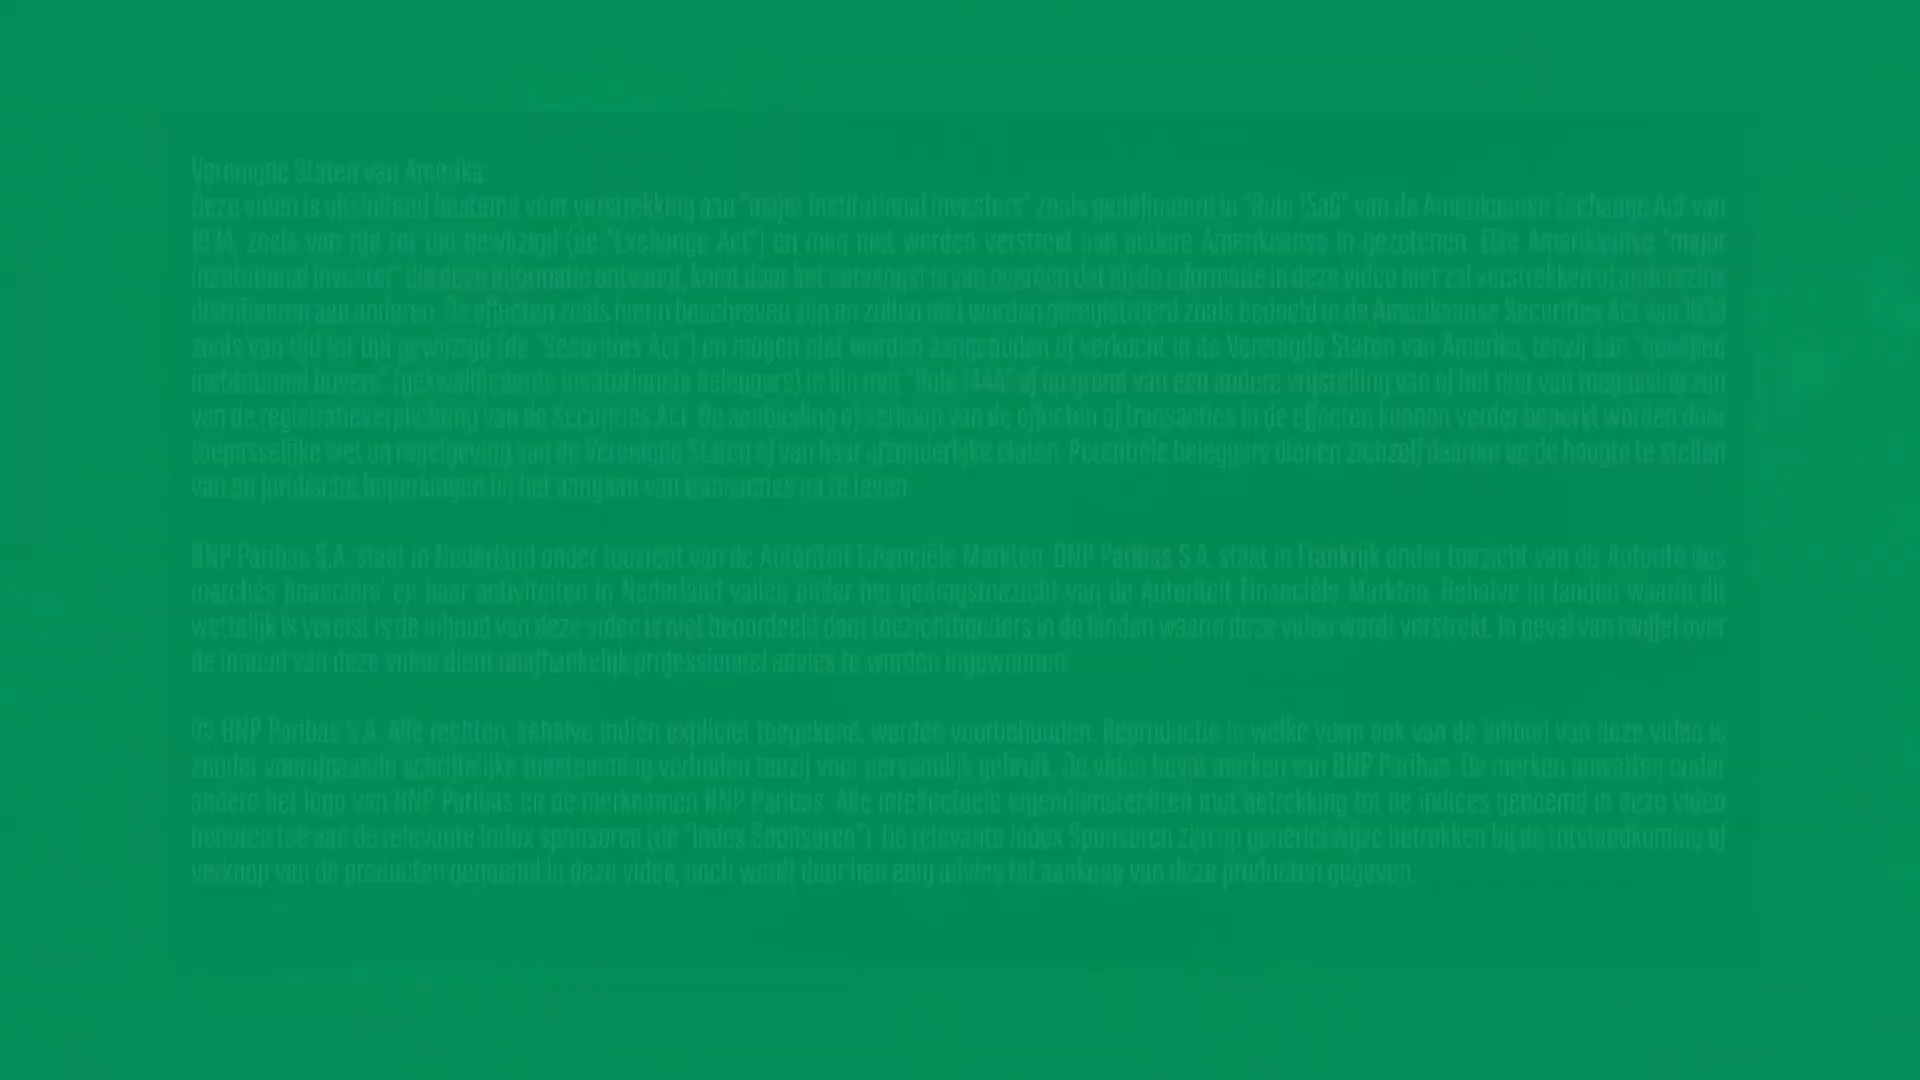 Verenigde Staten van Amerika
Deze video is uitsluitend bestemd voor verstrekking aan "major institutional investors" zoals gedefinieerd in "Rule 15a6" van de Amerikaanse Exchange Act van
1934, zoals van tijd tot tijd gewijzigd (de "Exchange Act") en mag niet worden verstrekt aan andere Amerikaanse in gezetenen. Elke Amerikaanse "major
institutional investor" die deze informatie ontvangt, komt door het ontvangst ervan overeen dat hij de informatie in deze video niet zal verstrekken of anderszins
distribueren aan anderen. De effecten zoals hierin beschreven zijn en zullen niet worden geregistreerd zoals bedoeld in de Amerikaanse Securities Act van 1933
zoals van tijd tot tijd gewijzigd (de "Securities Act") en mogen niet worden aangeboden of verkocht in de Verenigde Staten van Amerika, tenzij aan "qualified
institutional buyers" (gekwalificeerde institutionele beleggers) in lijn met "Rule 144A" of op grond van een andere vrijstelling van of het niet van toepassing zijn
van de registratieverplichting van de Securities Act. De aanbieding of verkoop van de effecten of transacties in de effecten kunnen verder beperkt worden door
toepasselijke wet en regelgeving van de Verenigde Staten of van haar afzonderlijke staten. Potentiële beleggers dienen zichzelf daarvan op de hoogte te stellen
van en juridische beperkingen bij het aangaan van transacties na te leven
BNP Paribas S.A. staat in Nederland onder toezicht van de Autoriteit Financiële Markten. BNP Paribas S.A. staat in Frankrijk onder toezicht van de 'Autorité des
marchés financiers' en haar activiteiten in Nederland vallen onder het gedragstoezicht van de Autoriteit Financiële Markten. Behalve in landen waarin dit
wettelijk is vereist is de inhoud van deze video is niet beoordeeld door toezichthouders in de landen waarin deze video wordt verstrekt. In geval van twijfel over
de inhoud van deze video dient onafhankelijk professioneel advies te worden ingewonnen.
© BNP Paribas S.A. Alle rechten, behalve indien expliciet toegekend, worden voorbehouden. Reproductie in welke vorm ook van de inhoud van deze video is
zonder voorafgaande schriftelijke toestemming verboden tenzij voor persoonlijk gebruik. De video bevat merken van BNP Paribas. De merken omvatten onder
andere het logo van BNP Paribas en de merknamen BNP Paribas. Alle intellectuele eigendomsrechten met betrekking tot de indices genoemd in deze video
behoren toe aan de relevante index sponsoren (de "Index Sponsoren"). De relevante Index Sponsoren zijn op generlei wijze betrokken bij de totstandkoming of
verkoop van de producten genoemd in deze video, noch wordt door hen enig advies tot aankoop van deze producten gegeven.